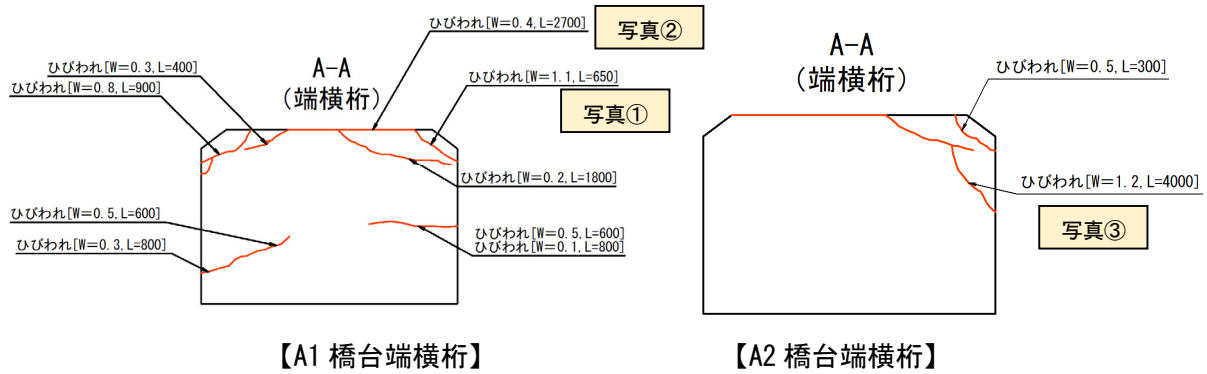 ひびわれ[W=0.4,L=2700]
写真②
ひびわれ[W=0.3,L=400]
ひびわれ[W=0.8,L=900]
A-A
(端横桁)
ひびわれ[W=1.1,L=650]
写真①
ひびわれ[W=0.2,L=1800]
ひびわれ[W=0.5,L=600]
ひびわれ[W=0.3,L=800]
ひびわれ[W=0.5,L=600]
ひびわれ[W=0.1,L=800]
【A1 橋台端横桁】
A-A
(端横桁)
ひびわれ[W=0.5,L=300]
ひびわれ[W=1.2,L=4000]
写真③
【A2 橋台端横桁】